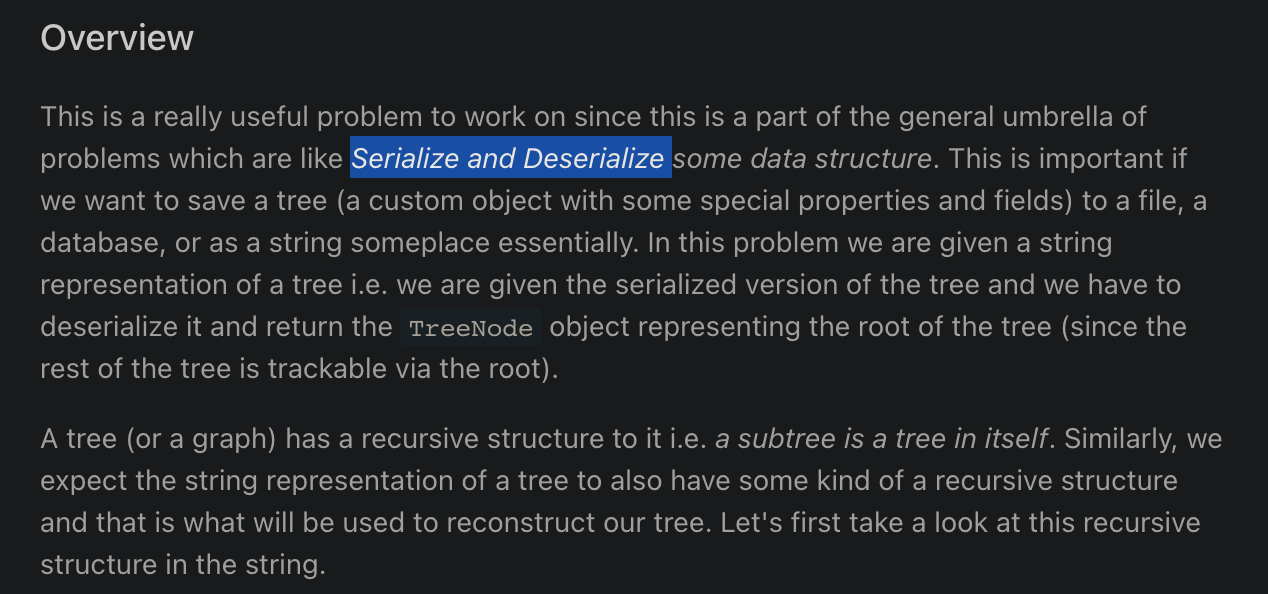 Overview
This is a really useful problem to work on since this is a part of the general umbrella of
problems which are like Serialize and Deserialize some data structure. This is important if
we want to save a tree (a custom object with some special properties and fields) to a file, a
database, or as a string someplace essentially. In this problem we are given a string
representation of a tree i.e. we are given the serialized version of the tree and we have to
deserialize it and return the TreeNode object representing the root of the tree (since the
rest of the tree is trackable via the root).
A tree (or a graph) has a recursive structure to it i.e. a subtree is a tree in itself. Similarly, we
expect the string representation of a tree to also have some kind of a recursive structure
and that is what will be used to reconstruct our tree. Let's first take a look at this recursive
structure in the string.